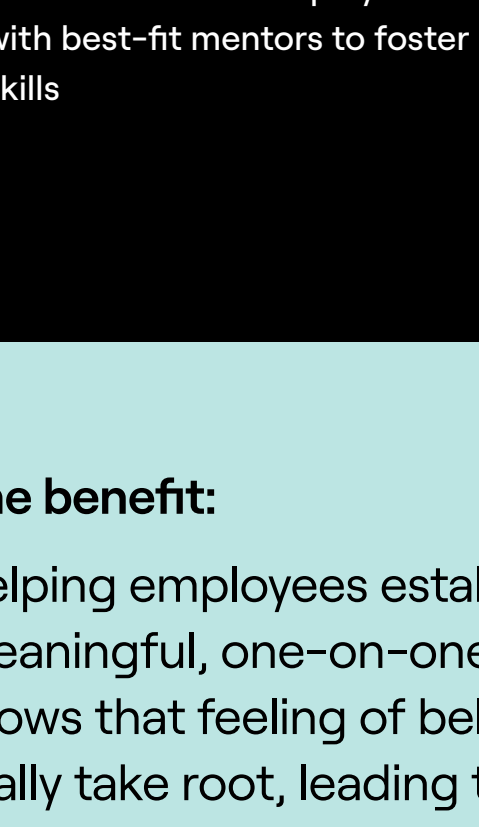 with best-fit mentors to foster
kills
e benefit:
elping employees estal
eaningful, one-on-one
ows that feeling of bel
ally take root, leading t